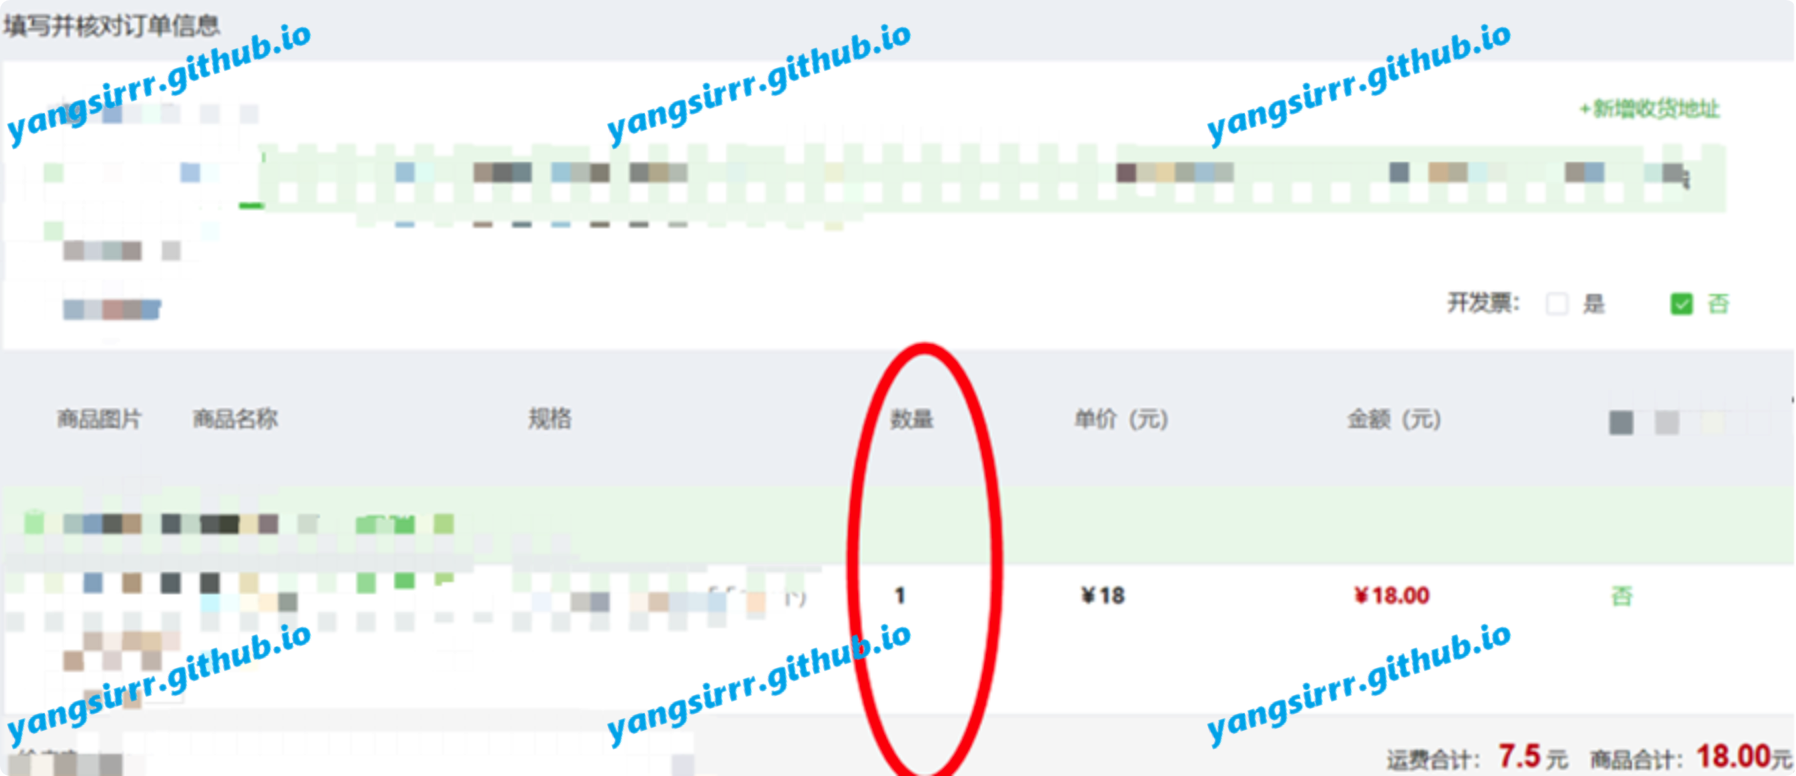 填写并核对订单信息
yangsirrr.github.io
yangsirrr.github.io
yangsirrr.github.io
+新增收货地址
开发票: 是 否
商品图片 商品名称 规格 数量 单价（元） 金额（元）
1 ¥18 ¥18.00 否
yangsirrr.github.io
yangsirrr.github.io
yangsirrr.github.io
运费合计: 7.5 元 商品合计: 18.00元